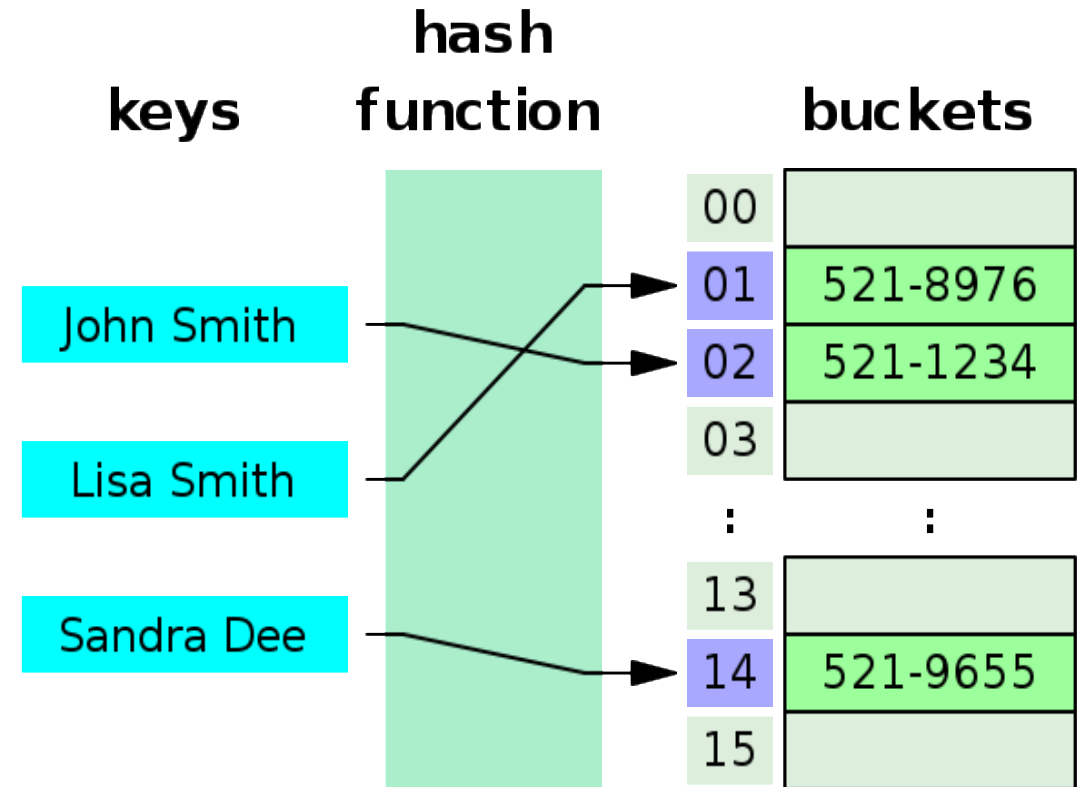 hash
keys function buckets
00
01 521-8976
John Smith
02 521-1234
03
Lisa Smith
: :
13
Sandra Dee
14 521-9655
15